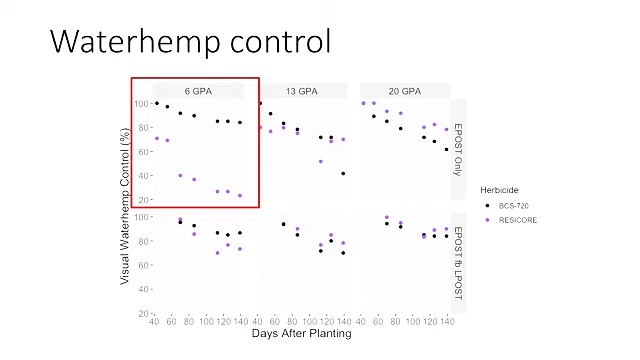 Waterhemp control
6 GPA 13 GPA 20 GPA
Visual Waterhemp Control (%)
100
80
60
40
20
EPOST Only
100
80
60
40
20
EPOST fb LPOST
40 60 80 100 120 140 40 60 80 100 120 140 40 60 80 100 120 140
Days After Planting
Herbicide
BCS-720
RESICORE